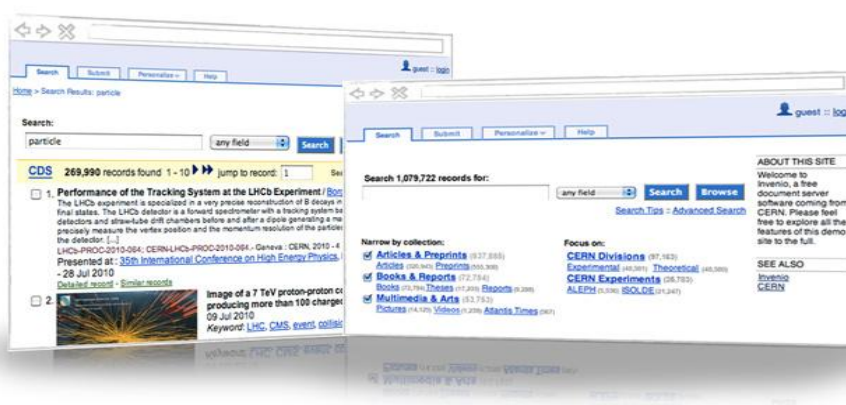 Search Submit Personalize Help
guest :: login
Home > Search Results: particle
Search:
particle any field Search
CDS 269,990 records found 1 - 10 jump to record: 1
1. Performance of the Tracking System at the LHCb Experiment /
The LHCb experiment is specialized in a very precise reconstruction of B decays in
final states. The LHCb detector is a forward spectrometer with a tracking system
detectors and straw-tube drift chambers before and after a dipole generating a
precisely measure the vertex position and the momentum resolution of the particles
the detector. [...]
LHCb-PROC-2010-064; CERN-LHCb-PROC-2010-064.- Geneva : CERN, 2010 - 4
Presented at : 35th International Conference on High Energy Physics,
- 28 Jul 2010
Detailed record - Similar records
2.
Image of a 7 TeV proton-proton
producing more than 100 charged
09 Jul 2010
Keyword: LHC, CMS, event,
guest ::
Search Submit Personalize Help
Search 1,079,722 records for:
any field Search Browse
Search Tips :: Advanced Search
Narrow by collection:
Articles & Preprints
Articles Preprints
Books & Reports (72,784)
Books Theses Reports
Multimedia & Arts (53,753)
Pictures Videos Atlantis Times
Focus on:
CERN Divisions (97,163)
Experimental Theoretical
CERN Experiments
ALEPH ISOLDE
ABOUT THIS SITE
Welcome to
Invenio, a free
document server
software coming from
CERN. Please feel
free to explore all the
features of this demo
site to the full.
SEE ALSO
Invenio
CERN